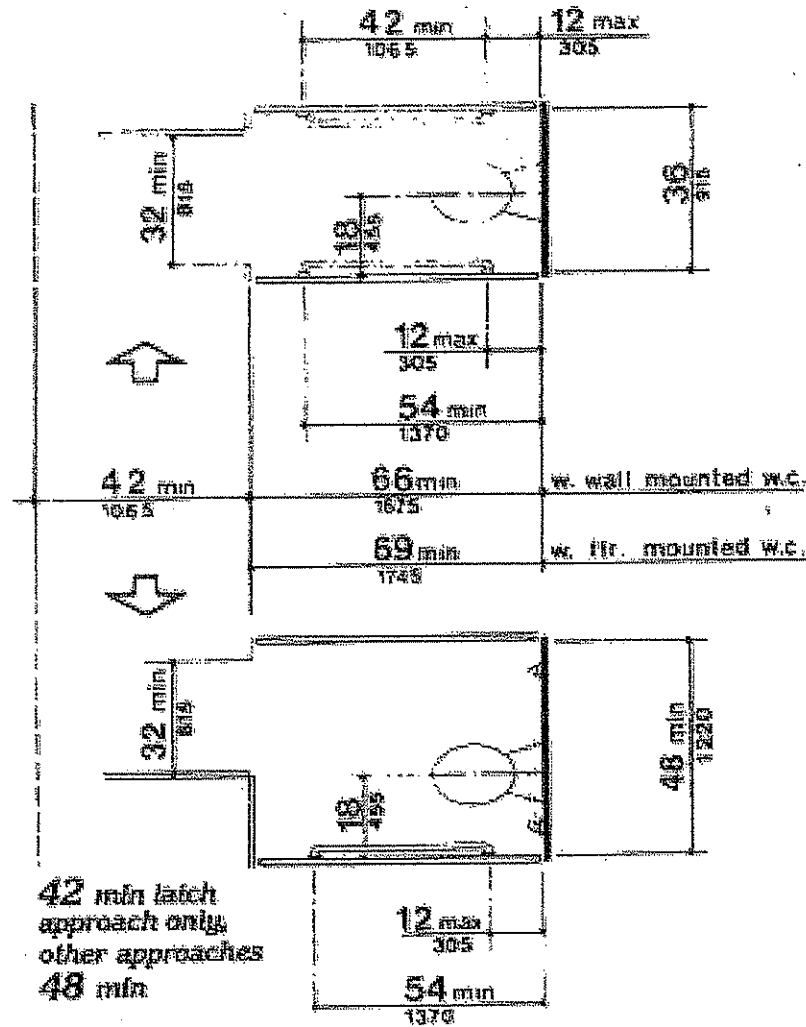 42 min
1065
12 max
305
32 min
815
18
455
36
915
12 max
305
54 min
1370
42 min
1065
66 min
1675
w. wall mounted w.c.
69 min
1745
w. flr. mounted w.c.
32 min
815
18
455
48 min
1220
42 min latch
approach only,
other approaches
48 min
12 max
305
54 min
1370